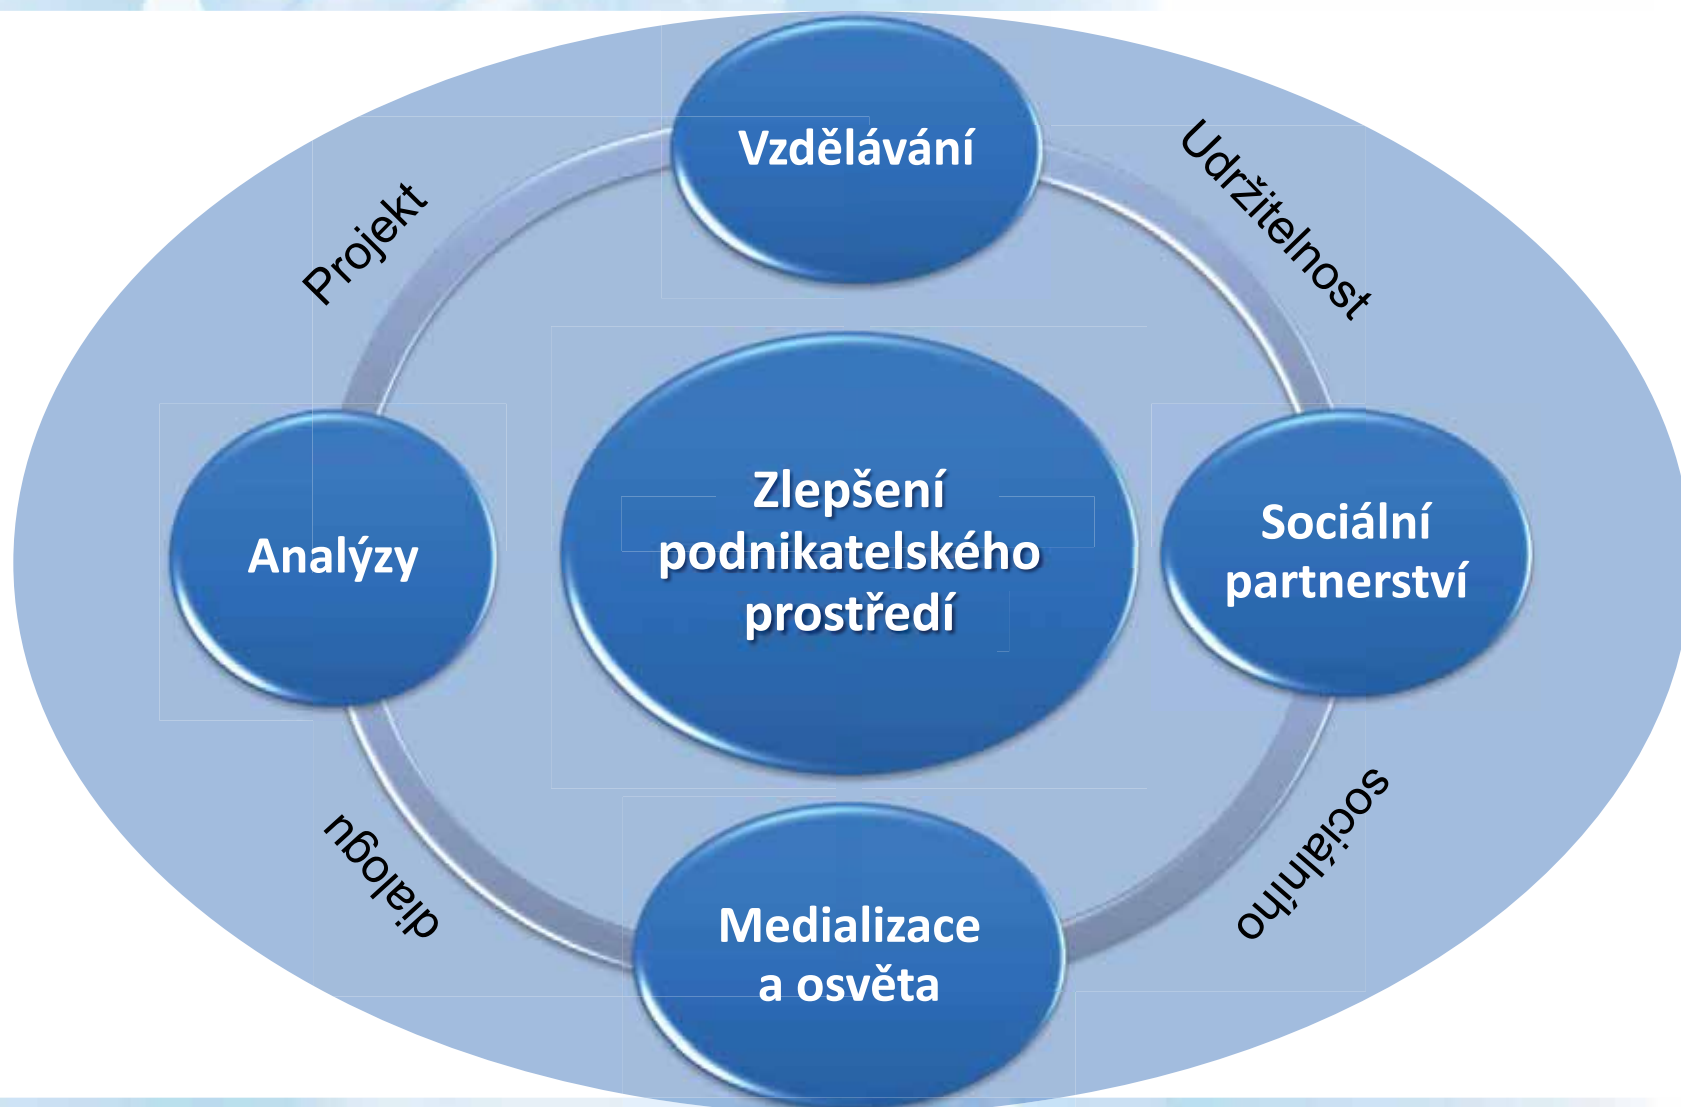 Vzdělávání
Projekt
Udržitelnost
Zlepšení
podnikatelského
prostředí
Analýzy
Sociální
partnerství
sociálního
dialogu
Medializace
a osvěta